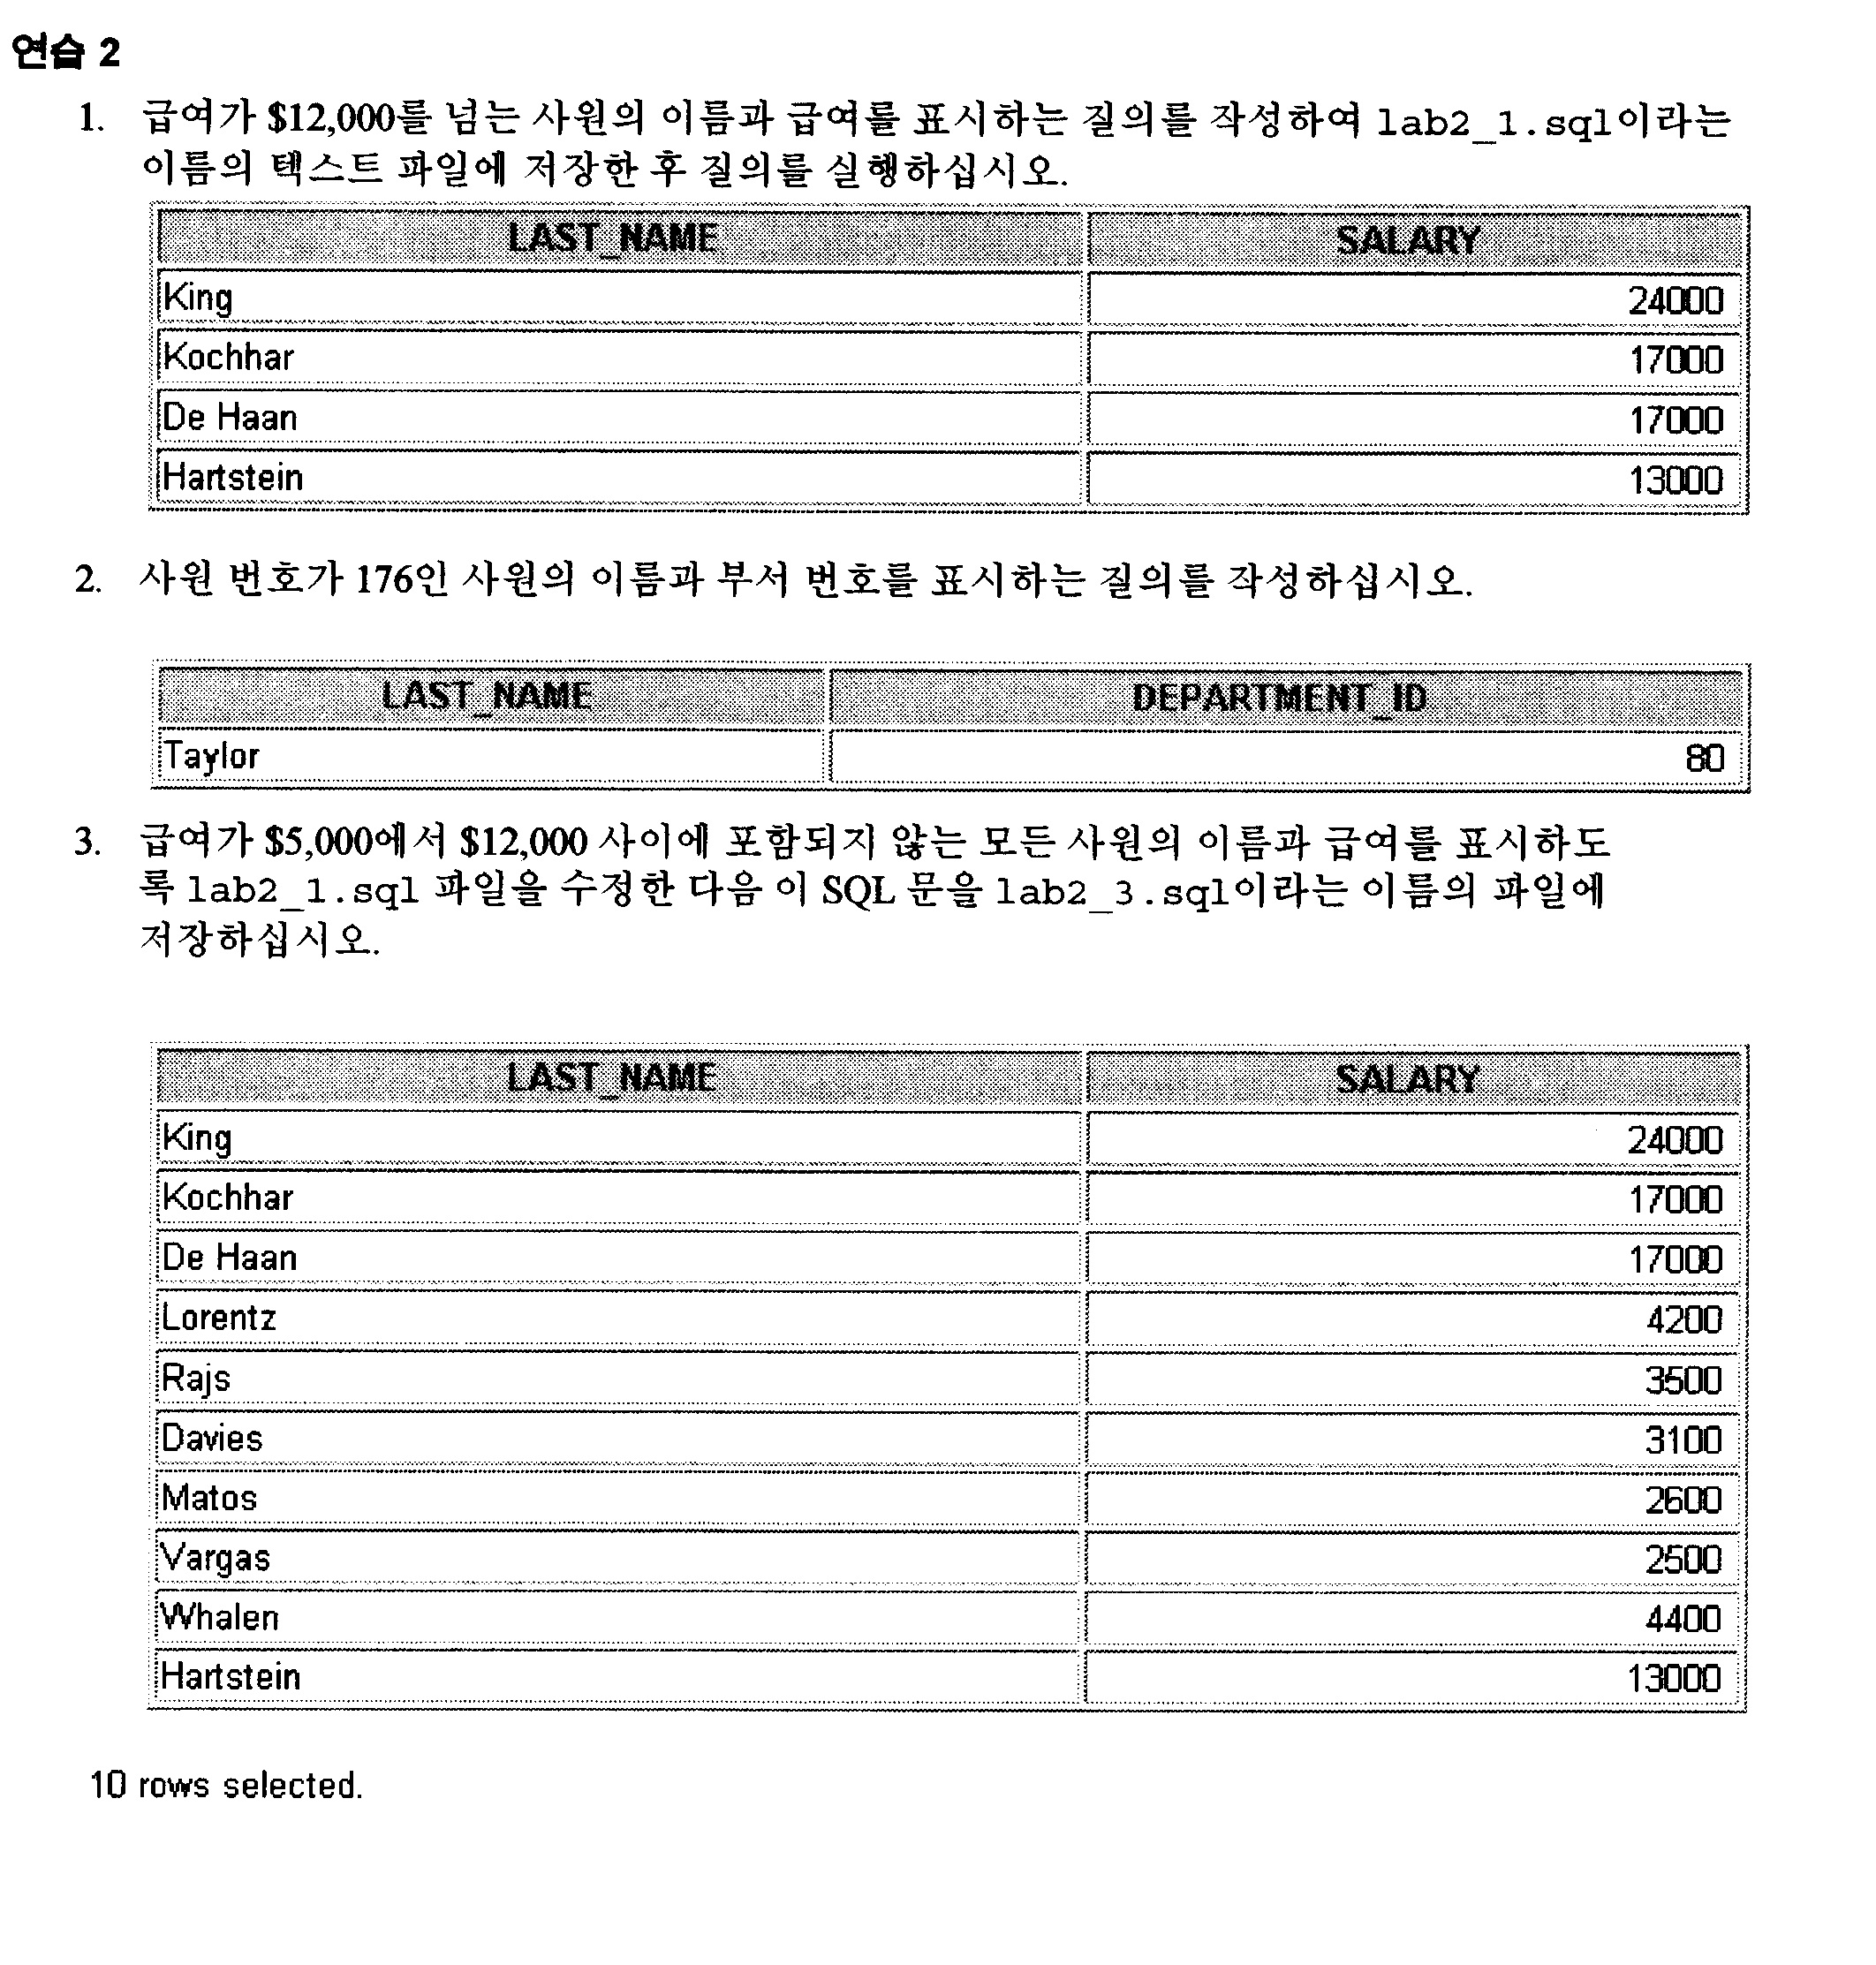 연습 2
1. 급여가 $12,000를 넘는 사원의 이름과 급여를 표시하는 질의를 작성하여 lab2_1.sql이라는
이름의 텍스트 파일에 저장한 후 질의를 실행하십시오.
LAST_NAME SALARY
King 24000
Kochhar 17000
De Haan 17000
Hartstein 13000
2. 사원 번호가 176인 사원의 이름과 부서 번호를 표시하는 질의를 작성하십시오.
LAST_NAME DEPARTMENT_ID
Taylor 80
3. 급여가 $5,000에서 $12,000 사이에 포함되지 않는 모든 사원의 이름과 급여를 표시하도
록 lab2_1.sql 파일을 수정한 다음 이 SQL 문을 lab2_3.sql이라는 이름의 파일에
저장하십시오.
LAST_NAME SALARY
King 24000
Kochhar 17000
De Haan 17000
Lorentz 4200
Rajs 3500
Davies 3100
Matos 2600
Vargas 2500
Whalen 4400
Hartstein 13000
10 rows selected.